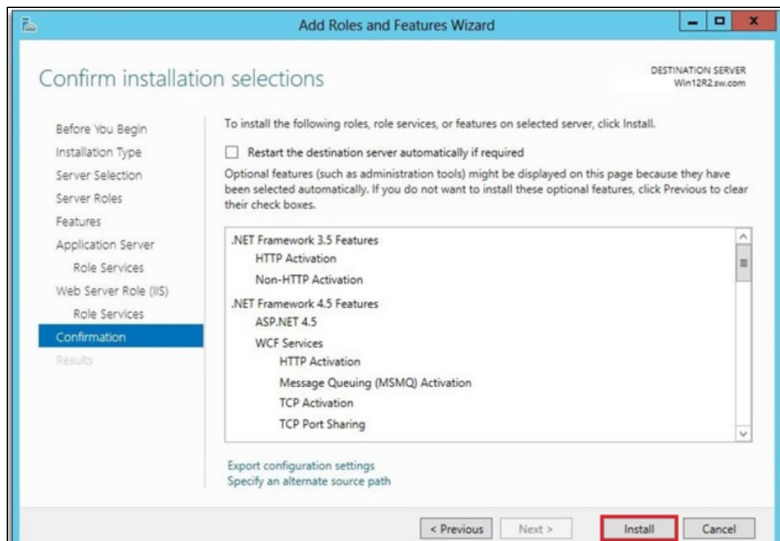 Add Roles and Features Wizard
Confirm installation selections
DESTINATION SERVER
Win12R2.sw.com
Before You Begin
Installation Type
Server Selection
Server Roles
Features
Application Server
Role Services
Web Server Role (IIS)
Role Services
Confirmation
Results
To install the following roles, role services, or features on selected server, click Install.
Restart the destination server automatically if required
Optional features (such as administration tools) might be displayed on this page because they have
been selected automatically. If you do not want to install these optional features, click Previous to clear
their check boxes.
.NET Framework 3.5 Features
HTTP Activation
Non-HTTP Activation
.NET Framework 4.5 Features
ASP.NET 4.5
WCF Services
HTTP Activation
Message Queuing (MSMQ) Activation
TCP Activation
TCP Port Sharing
Export configuration settings
Specify an alternate source path
< Previous
Next >
Install
Cancel